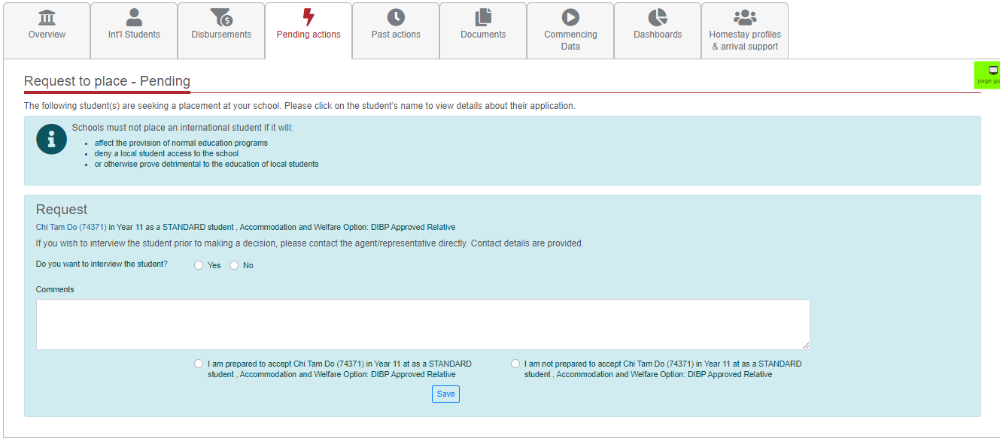 Overview
Int'l Students
Disbursements
Pending actions
Past actions
Documents
Commencing
Data
Dashboards
Homestay profiles
& arrival support
page gu
Request to place - Pending
The following student(s) are seeking a placement at your school. Please click on the student's name to view details about their application.
Schools must not place an international student if it will:
affect the provision of normal education programs
deny a local student access to the school
or otherwise prove detrimental to the education of local students
Request
Chi Tam Do (74371) in Year 11 as a STANDARD student , Accommodation and Welfare Option: DIBP Approved Relative
If you wish to interview the student prior to making a decision, please contact the agent/representative directly. Contact details are provided.
Do you want to interview the student? Yes No
Comments
I am prepared to accept Chi Tam Do (74371) in Year 11 at as a STANDARD
student , Accommodation and Welfare Option: DIBP Approved Relative
I am not prepared to accept Chi Tam Do (74371) in Year 11 at as a STANDARD
student , Accommodation and Welfare Option: DIBP Approved Relative
Save